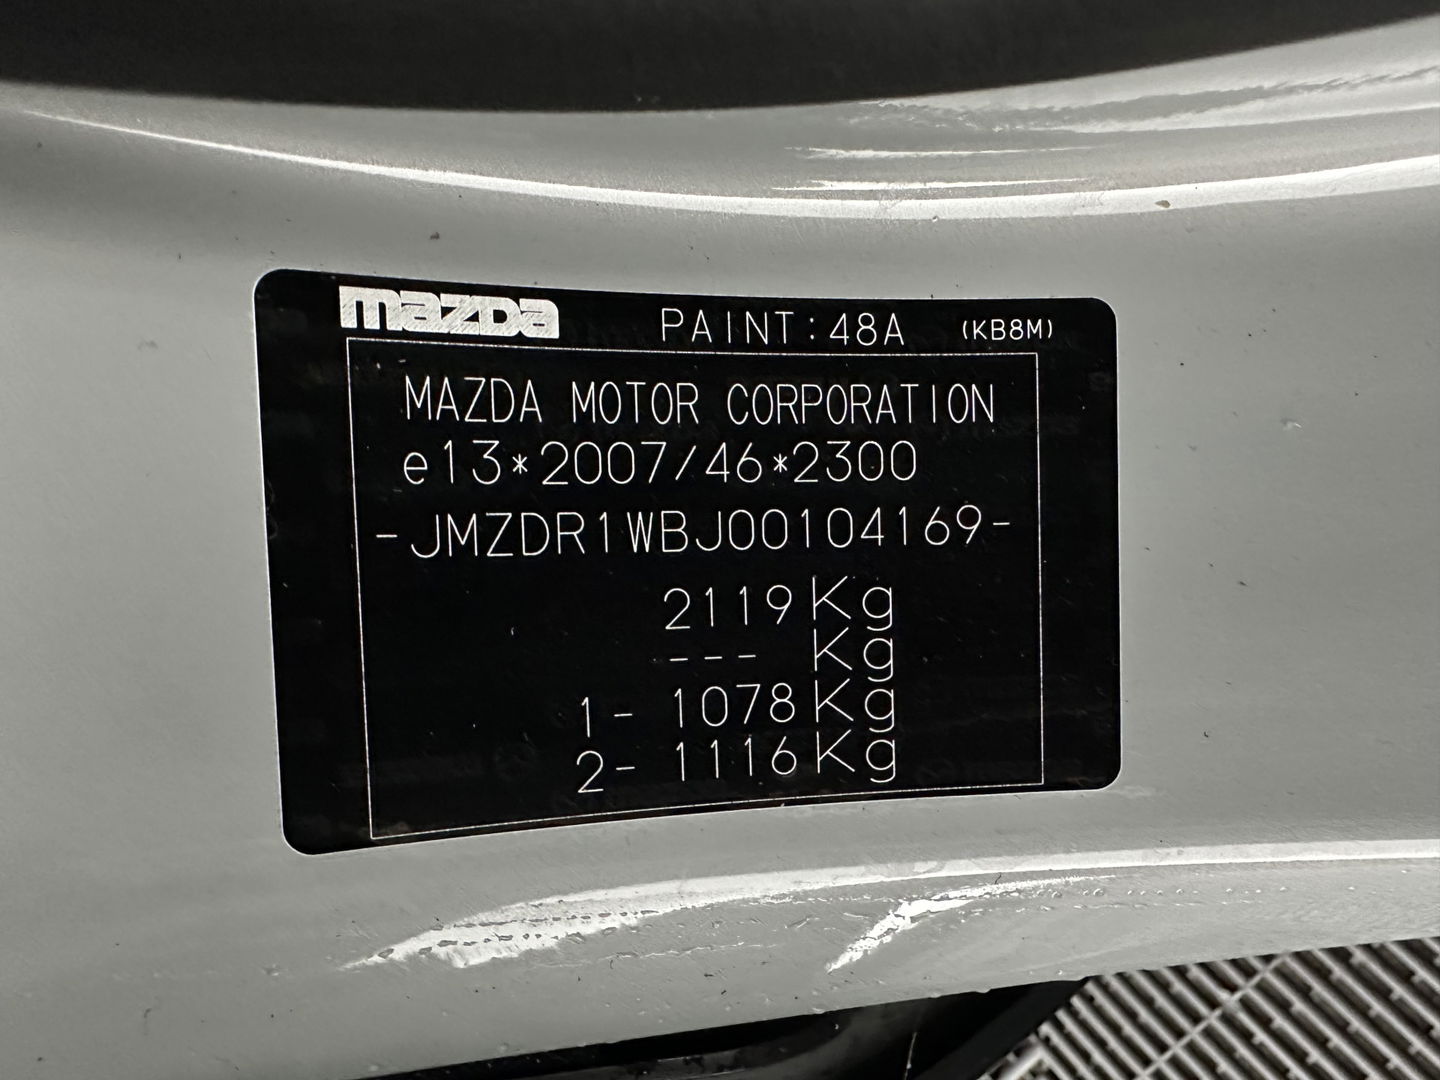 mazda PAINT:48A (KB8M)
MAZDA MOTOR CORPORATION
e13*2007/46*2300
-JMZDR1WBJ00104169-
2119Kg
--- Kg
1- 1078Kg
2- 1116Kg